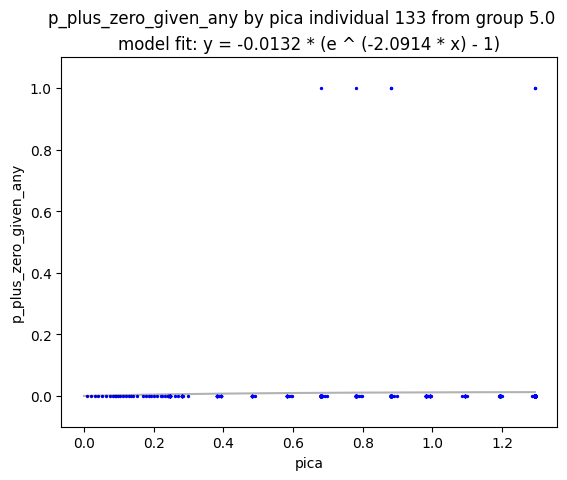 p_plus_zero_given_any by pica individual 133 from group 5.0
model fit: y = -0.0132 * (e ^ (-2.0914 * x) - 1)
1.0
0.8
0.6
0.4
0.2
0.0
p_plus_zero_given_any
0.0 0.2 0.4 0.6 0.8 1.0 1.2
pica